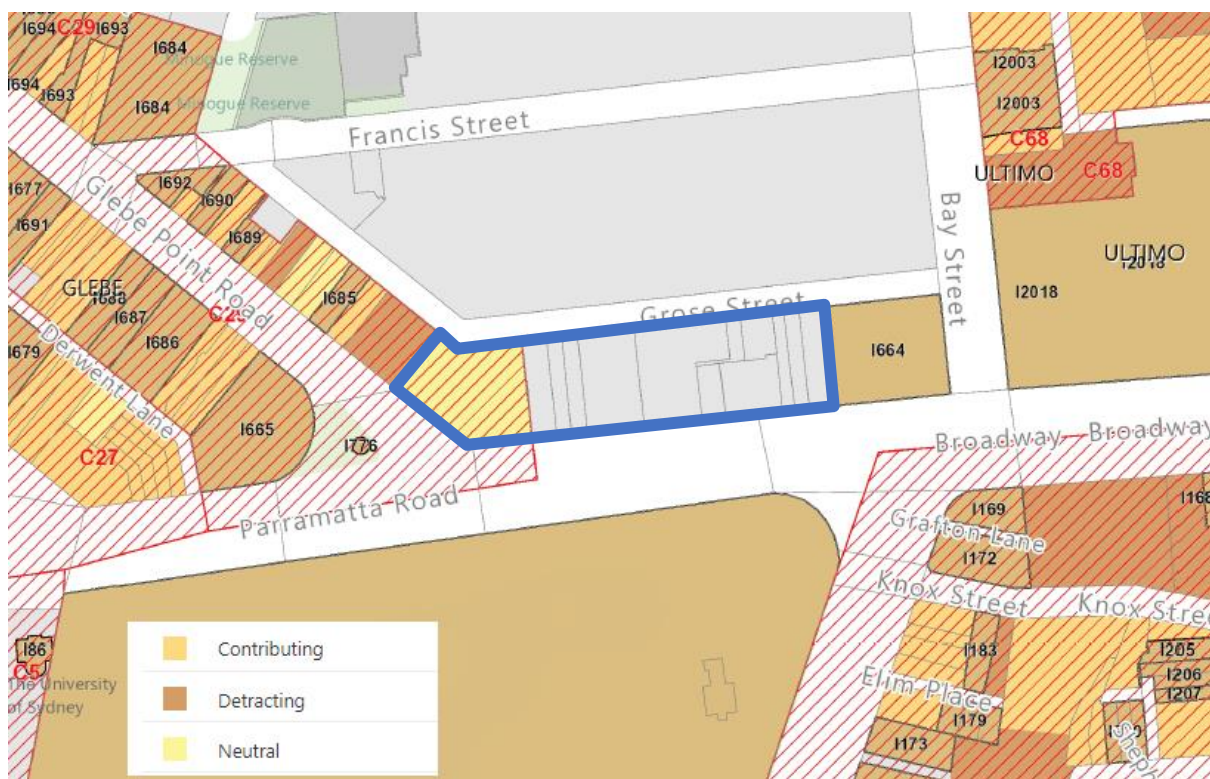 I694
C29
I693
I684
Minogue Reserve
I694
I693
I684
Minogue Reserve
Francis Street
I2003
I2003
C68
ULTIMO
C68
I677
I692
I690
I691
Glebe Point Road
I689
Bay Street
ULTIMO
I2018
I2018
GLEBE
I688
I687
I685
Grose Street
I679
I686
Derwent Lane
I664
I665
I776
C27
Broadway
Broadway
Parramatta Road
I169
I168
Grafton Lane
I172
Knox Street
Knox Street
I86
C5
The University
of Sydney
I183
I205
I206
I207
Elim Place
I179
I173
Contributing
Detracting
Neutral